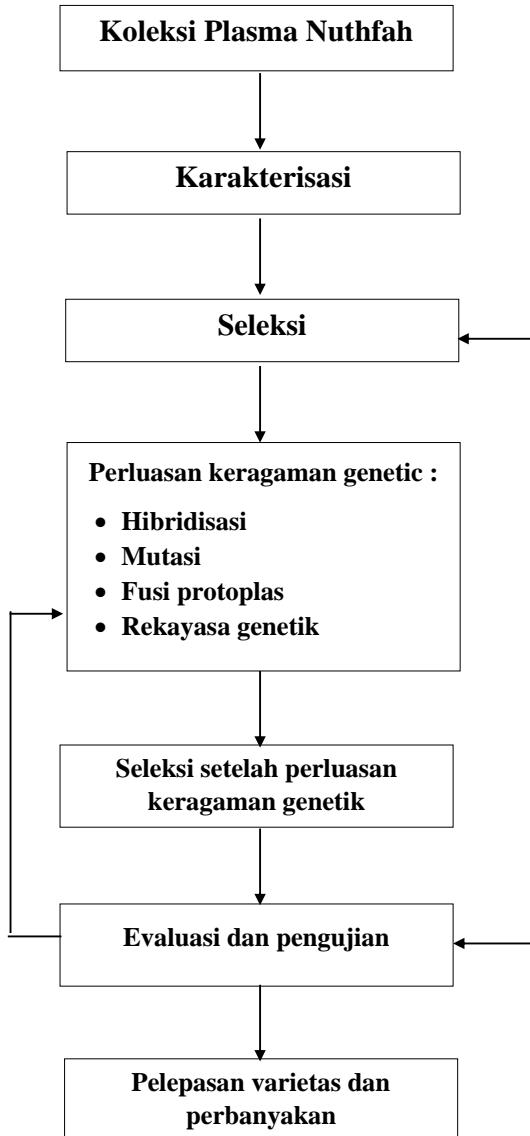 Koleksi Plasma Nuthfah
Karakterisasi
Seleksi
Perluasan keragaman genetic :
• Hibridisasi
• Mutasi
• Fusi protoplas
• Rekayasa genetik
Seleksi setelah perluasan
keragaman genetik
Evaluasi dan pengujian
Pelepasan varietas dan
perbanyakan